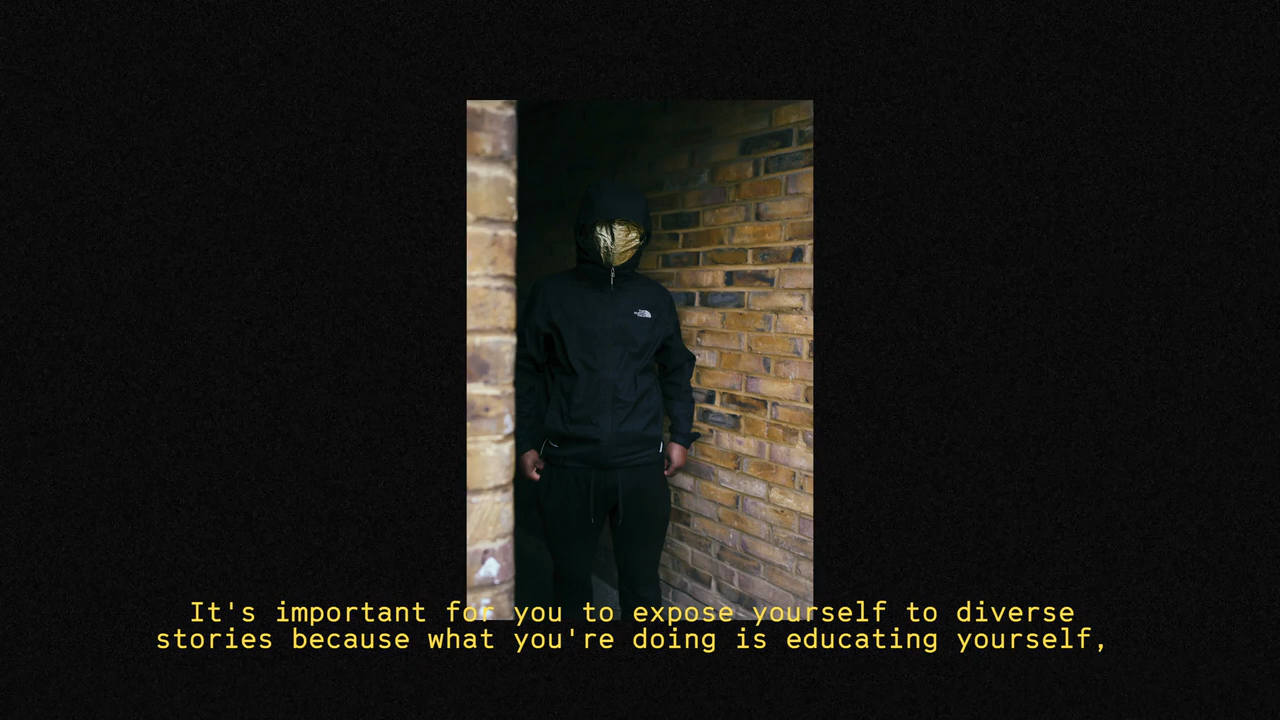 It's important for you to expose yourself to diverse
stories because what you're doing is educating yourself,